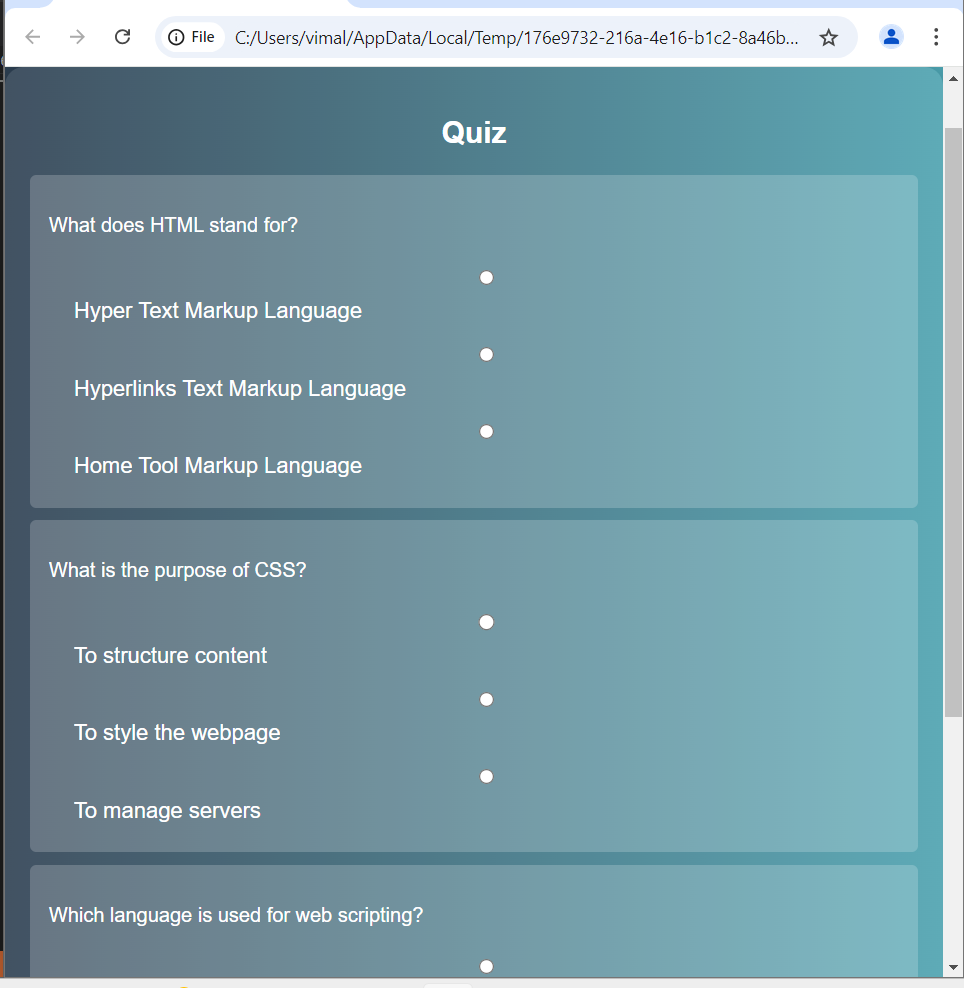 File
C:/Users/vimal/AppData/Local/Temp/176e9732-216a-4e16-b1c2-8a46b...
Quiz
What does HTML stand for?
Hyper Text Markup Language
Hyperlinks Text Markup Language
Home Tool Markup Language
What is the purpose of CSS?
To structure content
To style the webpage
To manage servers
Which language is used for web scripting?